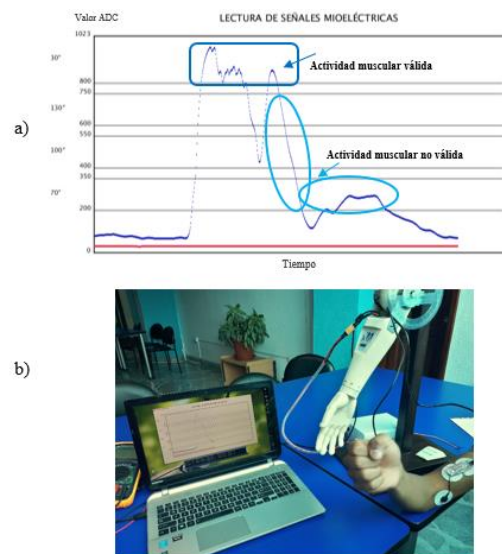 a)
Valor ADC
LECTURA DE SEÑALES MIOELÉCTRICAS
1023
30°
Actividad muscular válida
800
750
130°
600
550
Actividad muscular no válida
100°
400
350
70°
200
0
Tiempo
b)